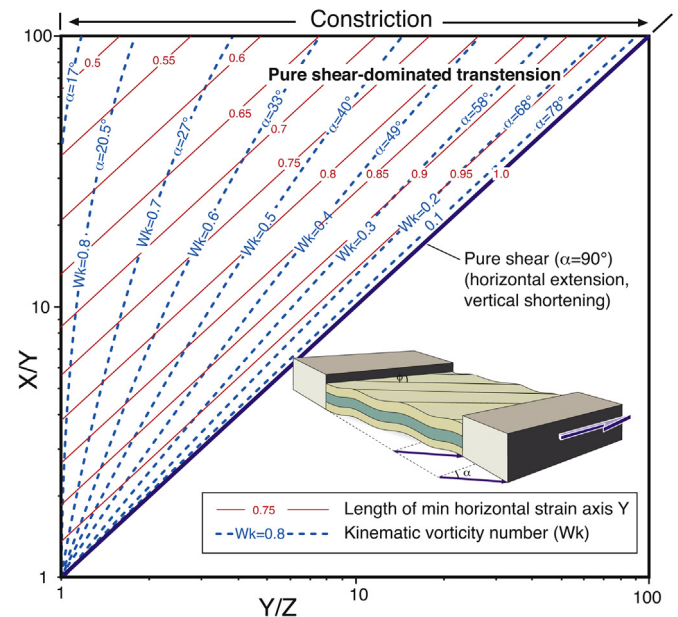 Constriction
100
Pure shear-dominated transtension
0.5
0.55
0.6
0.65
0.7
0.75
0.8
0.85
0.9
0.95
1.0
α=17°
α=20.5°
α=27°
α=33°
α=40°
α=49°
α=58°
α=68°
α=78°
Wk=0.8
Wk=0.7
Wk=0.6
Wk=0.5
Wk=0.4
Wk=0.3
Wk=0.2
0.1
Pure shear (α=90°)
(horizontal extension,
vertical shortening)
10
X/Y
φ
α
0.75 Length of min horizontal strain axis Y
Wk=0.8 Kinematic vorticity number (Wk)
1
1
10
100
Y/Z